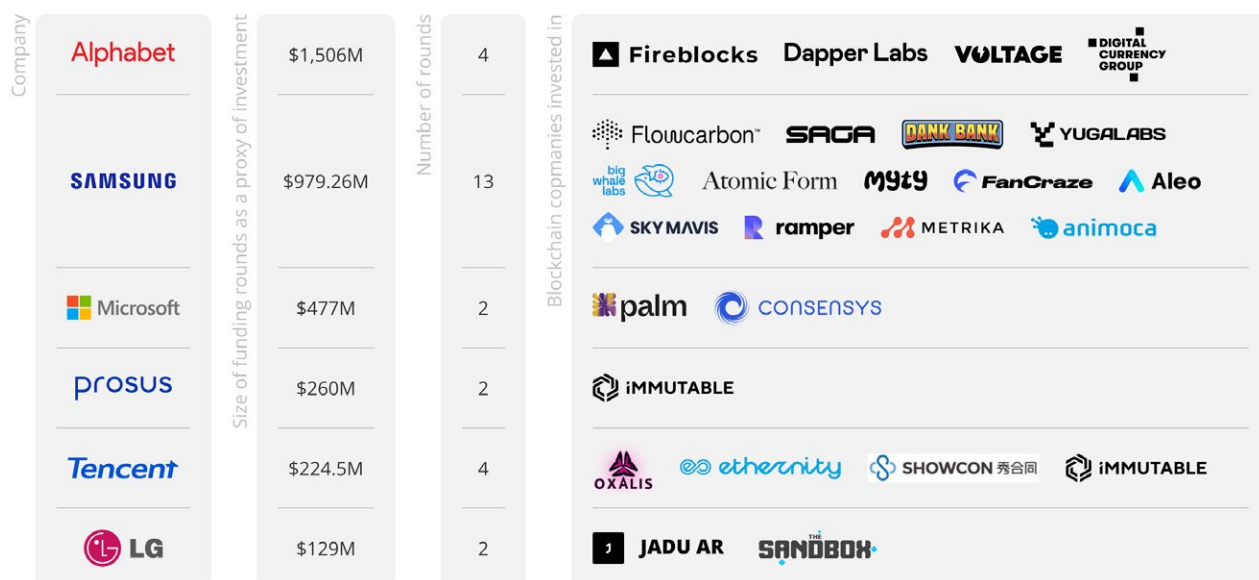 Company
Size of funding rounds as a proxy of investment
Number of rounds
Blockchain copmanies invested in
Alphabet $1,506M 4 Fireblocks Dapper Labs VOLTAGE DIGITAL CURRENCY GROUP
SAMSUNG $979.26M 13 Flowcarbon™ SAGA DANK BANK YUGALABS
big whale labs Atomic Form MYtY FanCraze Aleo
SKY MAVIS ramper METRIKA animoca
Microsoft $477M 2 palm CONSENSYS
prosus $260M 2 iMMUTABLE
Tencent $224.5M 4 OXALIS ethernity SHOWCON 秀合同 iMMUTABLE
LG $129M 2 JADU AR THE SANDBOX